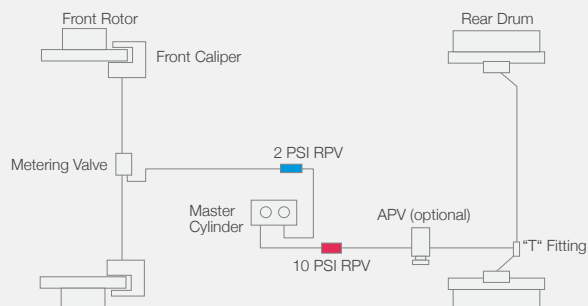 Front Rotor
Rear Drum
Front Caliper
2 PSI RPV
Metering Valve
Master
Cylinder
APV (optional)
"T" Fitting
10 PSI RPV